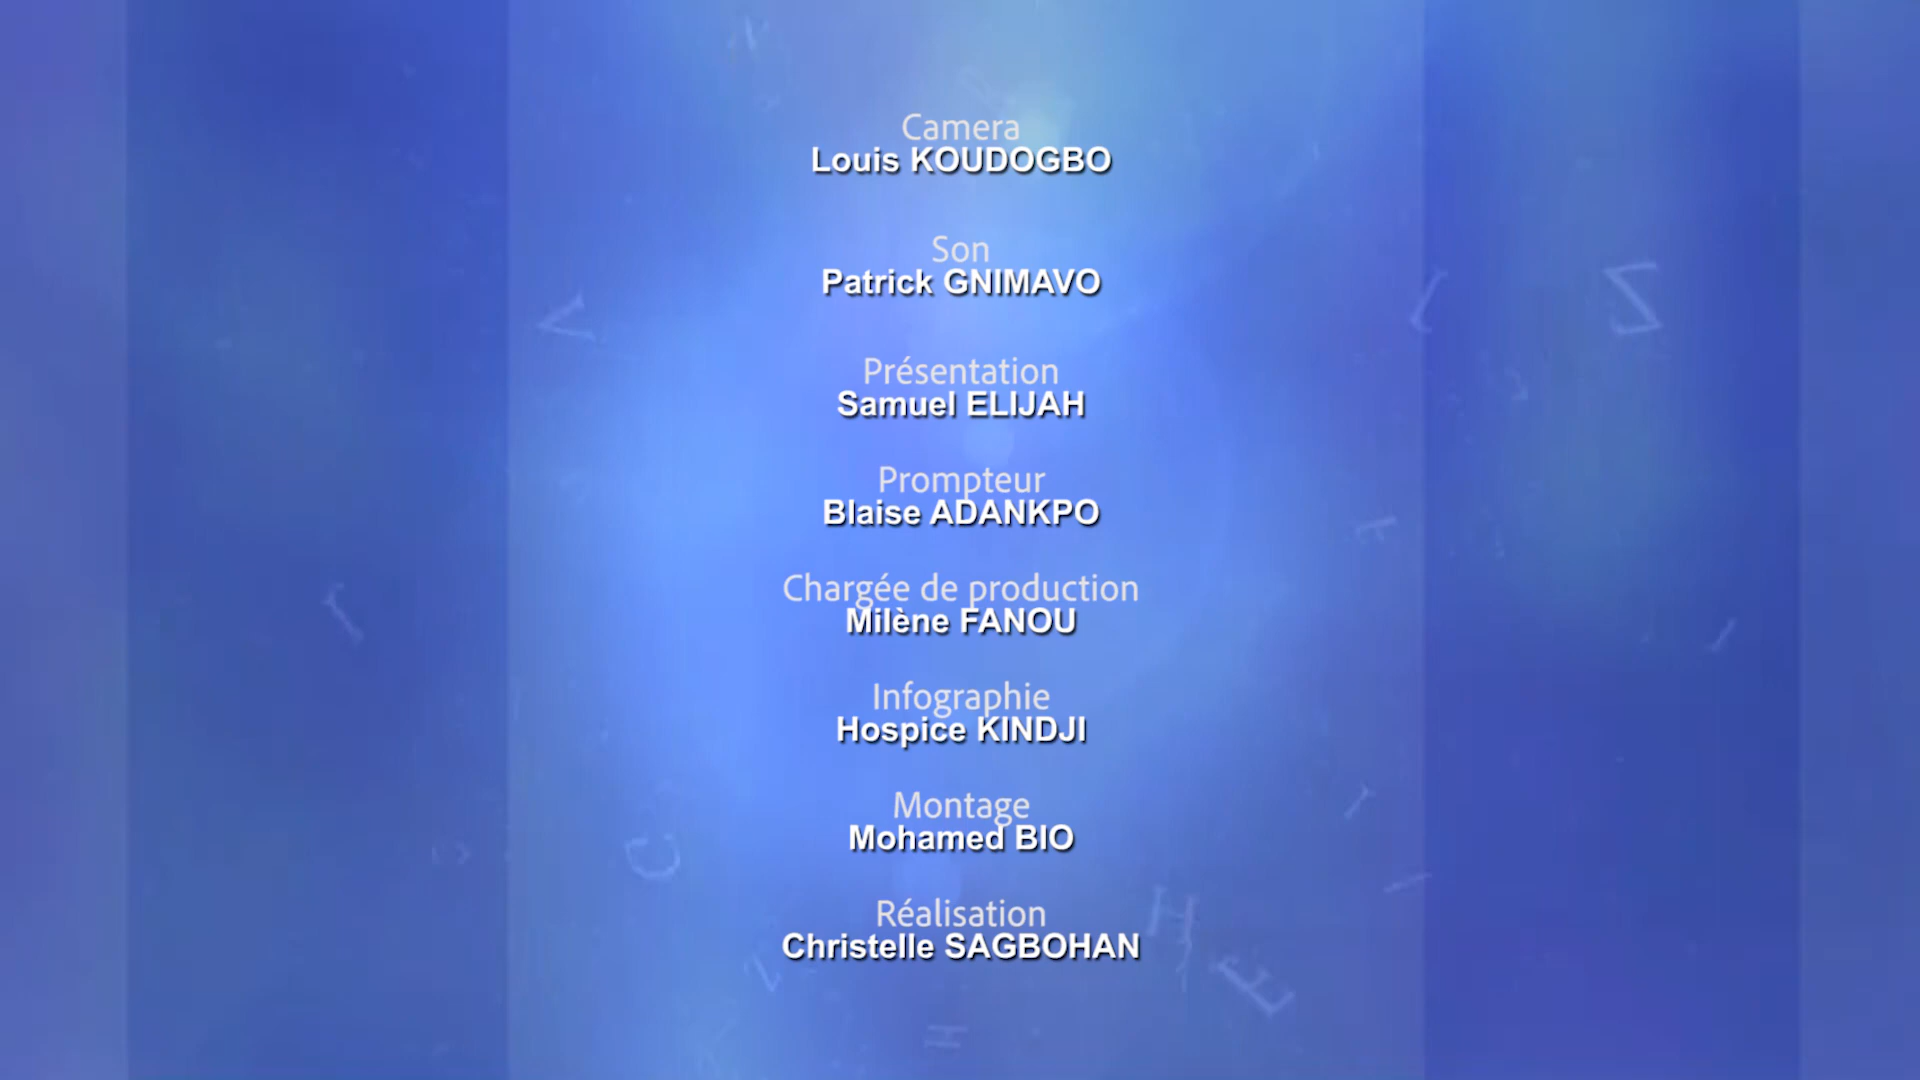 Camera
Louis KOUDOGBO
Son
Patrick GNIMAVO
Présentation
Samuel ELIJAH
Prompteur
Blaise ADANKPO
Chargée de production
Milène FANOU
Infographie
Hospice KINDJI
Montage
Mohamed BIO
Réalisation
Christelle SAGBOHAN